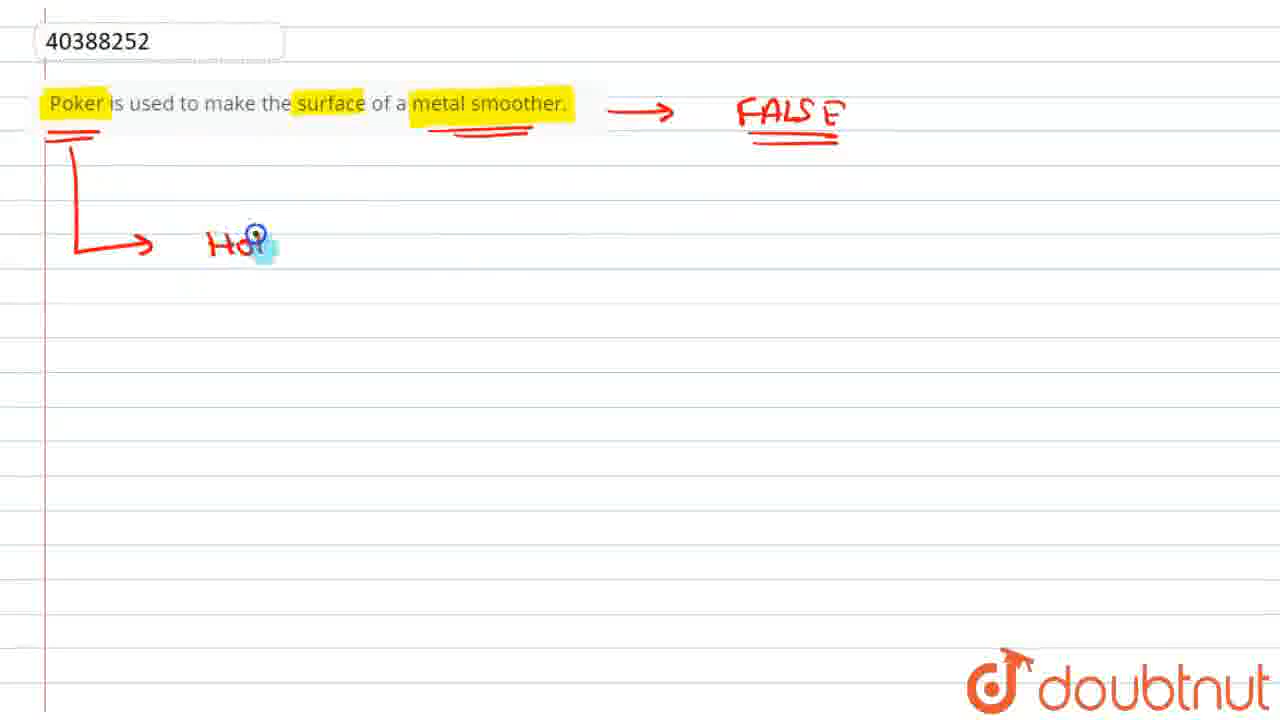 40388252
Poker is used to make the surface of a metal smoother. → FALSE
doubtnut